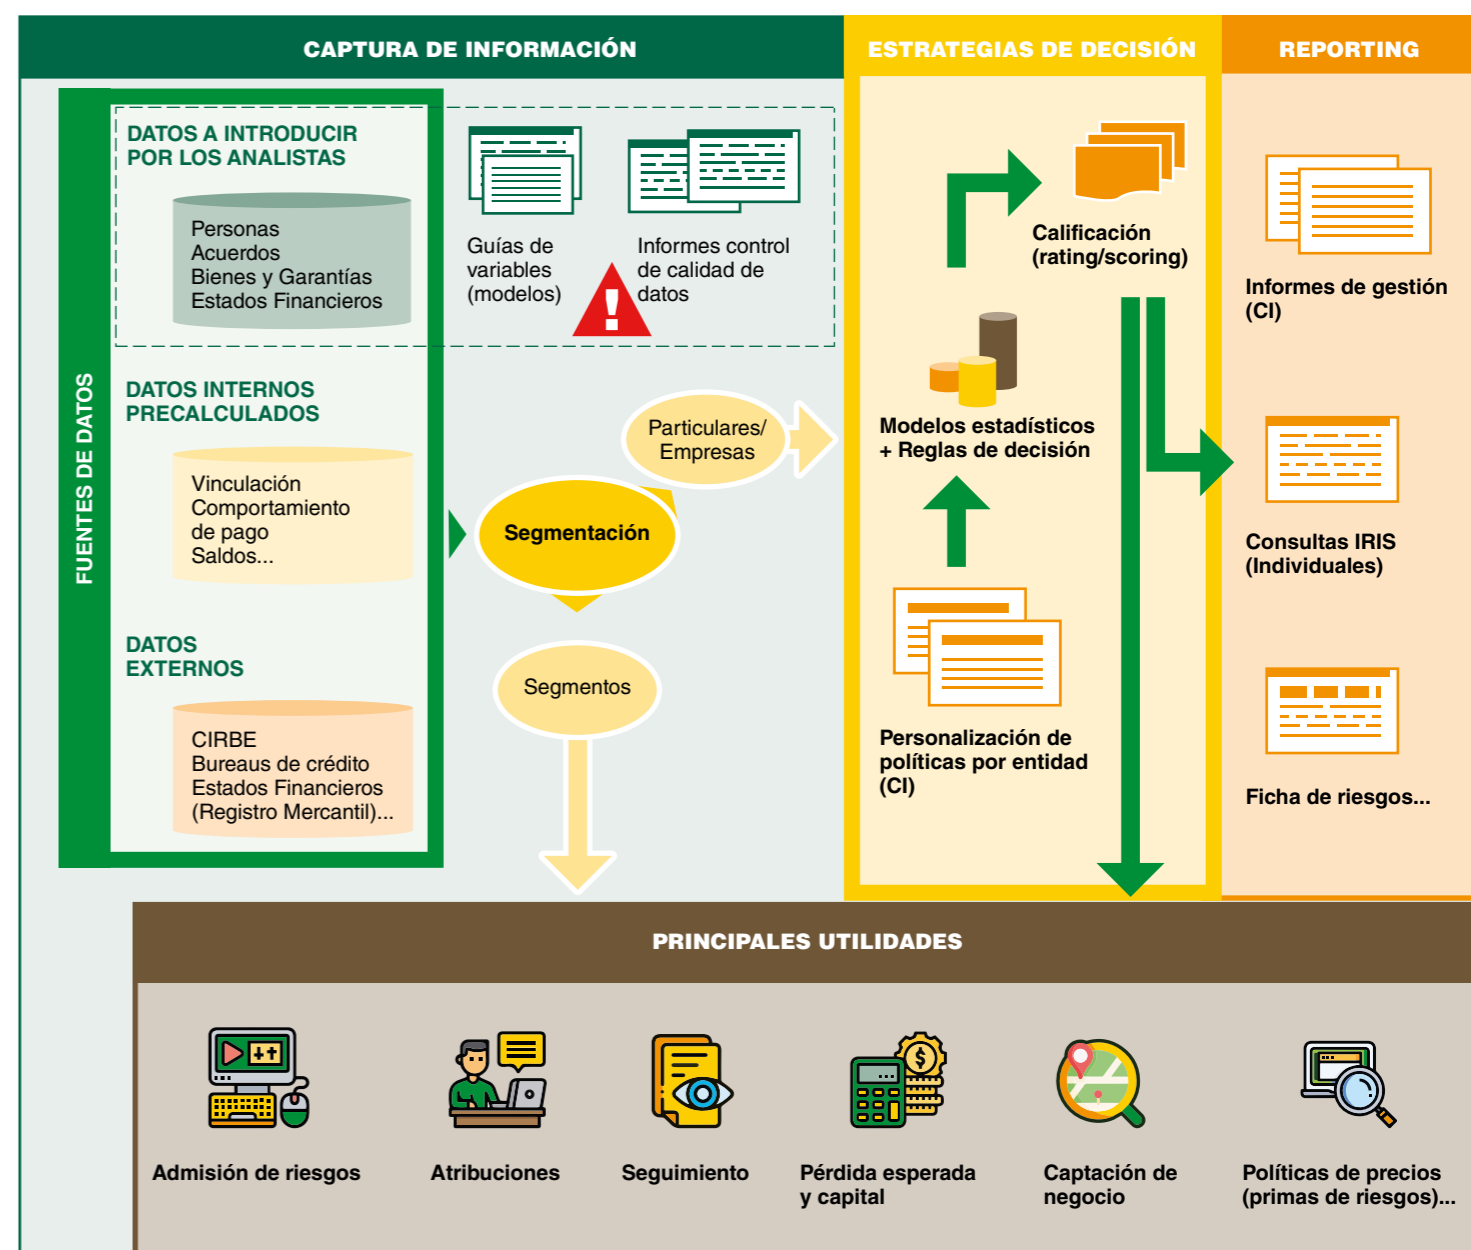 CAPTURA DE INFORMACIÓN
ESTRATEGIAS DE DECISIÓN
REPORTING
FUENTES DE DATOS
DATOS A INTRODUCIR
POR LOS ANALISTAS
Personas
Acuerdos
Bienes y Garantías
Estados Financieros
Guías de
variables
(modelos)
Informes control
de calidad de
datos
!
DATOS INTERNOS
PRECALCULADOS
Vinculación
Comportamiento
de pago
Saldos...
DATOS
EXTERNOS
CIRBE
Bureaus de crédito
Estados Financieros
(Registro Mercantil)...
Particulares/
Empresas
Segmentación
Segmentos
Calificación
(rating/scoring)
Modelos estadísticos
+ Reglas de decisión
Personalización de
políticas por entidad
(CI)
Informes de gestión
(CI)
Consultas IRIS
(Individuales)
Ficha de riesgos...
PRINCIPALES UTILIDADES
$
Admisión de riesgos
Atribuciones
Seguimiento
Pérdida esperada
y capital
Captación de
negocio
Políticas de precios
(primas de riesgos)...